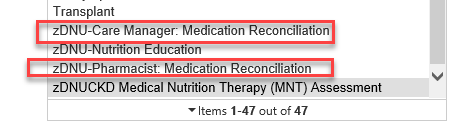 Transplant
zDNU-Care Manager: Medication Reconciliation
zDNU-Nutrition Education
zDNU-Pharmacist: Medication Reconciliation
zDNUCKD Medical Nutrition Therapy (MNT) Assessment
Items 1-47 out of 47